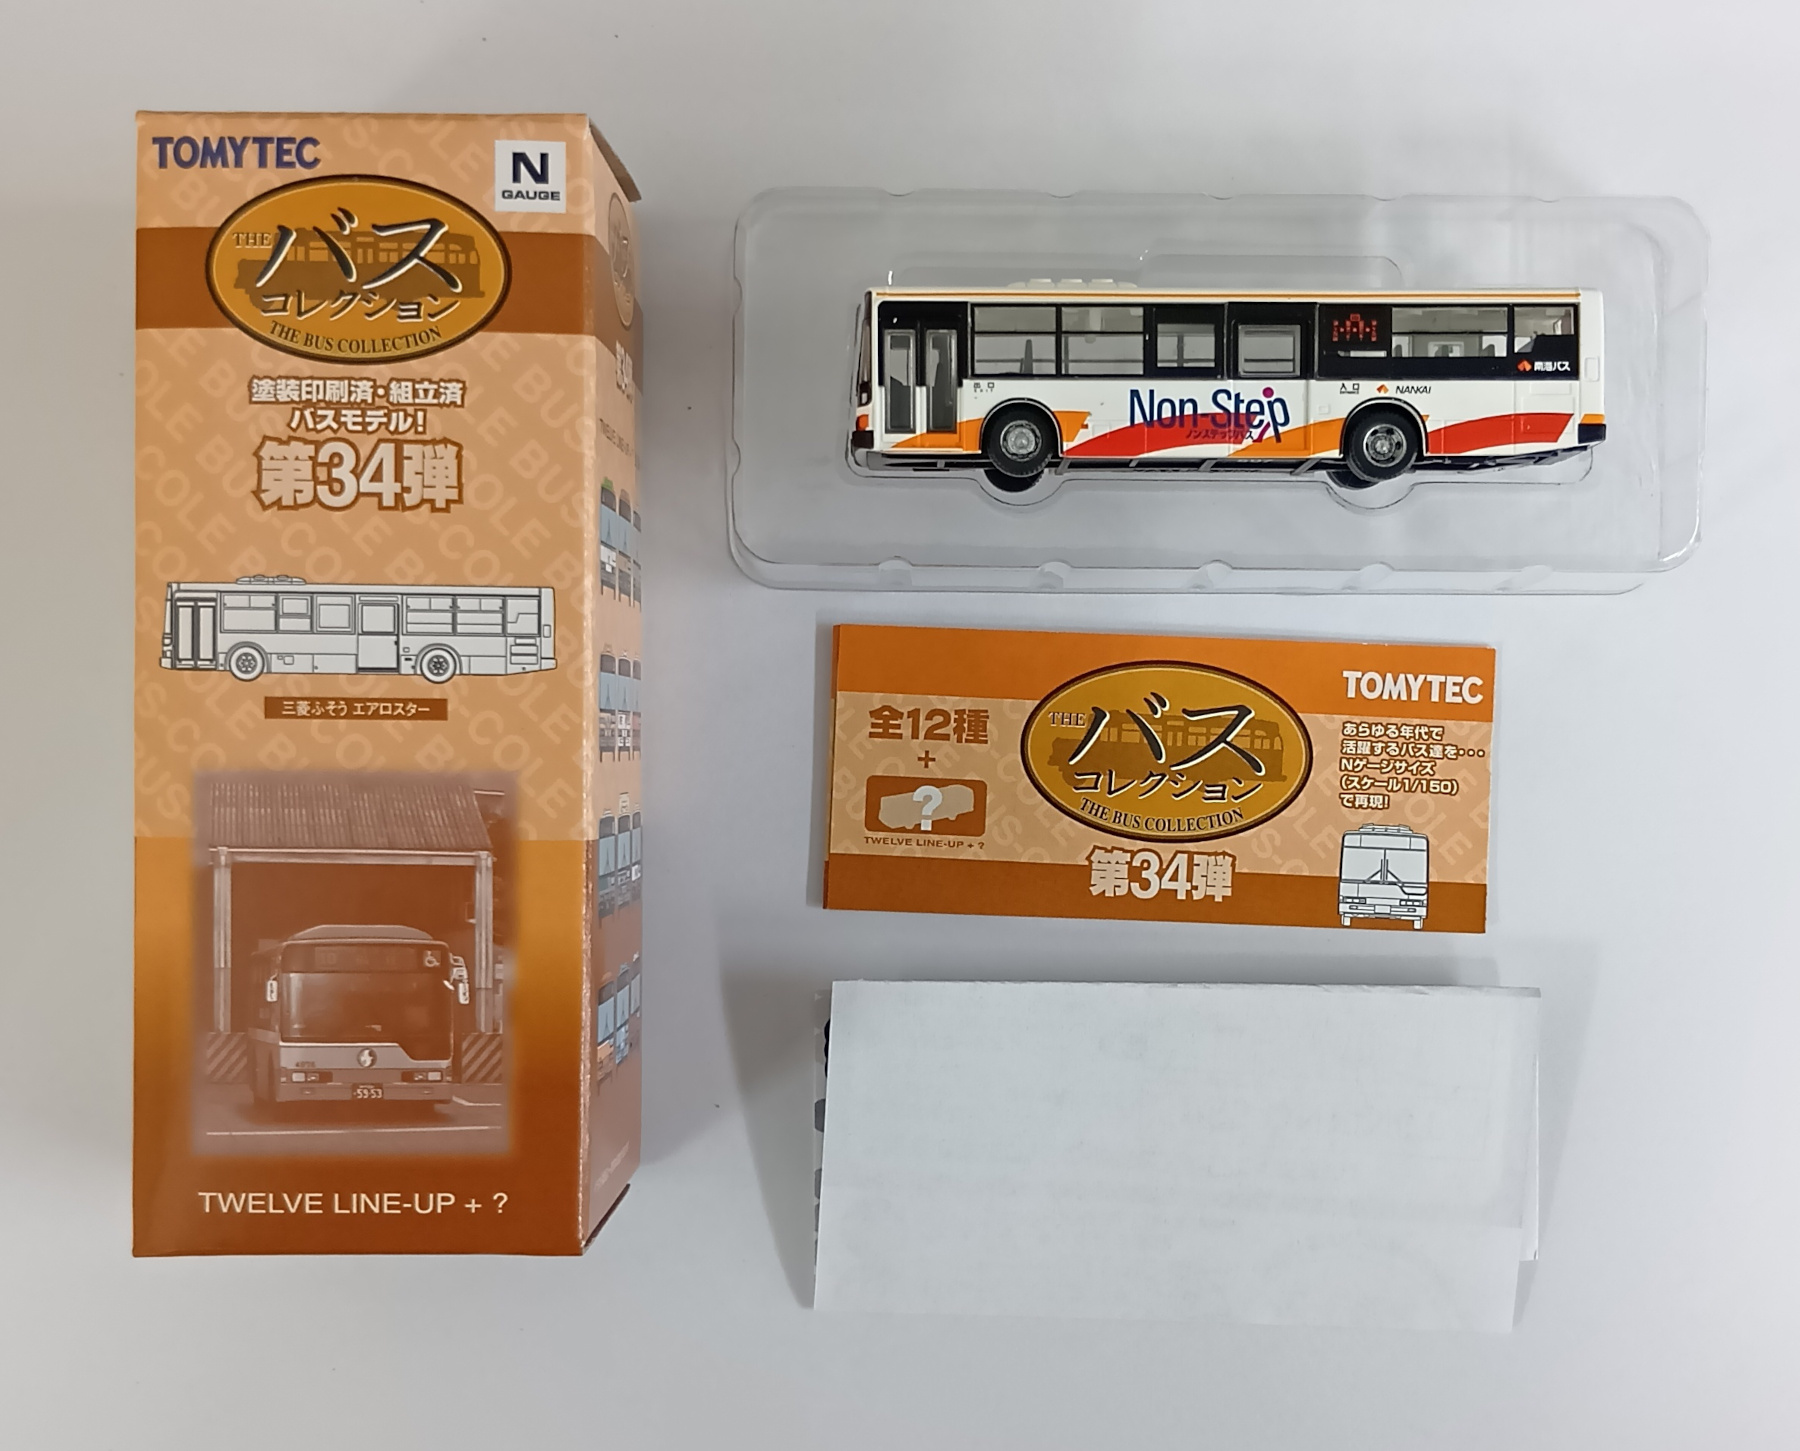 TOMYTEC
N
GAUGE
THE バス
コレクション
THE BUS COLLECTION
塗装印刷済・組立済
バスモデル!
第34弾
三菱ふそう エアロスター
59-53
TWELVE LINE-UP + ?
出口
入口
NANKAI
南海バス
Non-Step
ノンステップバス
TOMYTEC
全12種
+
?
TWELVE LINE-UP + ?
THE バス
コレクション
THE BUS COLLECTION
第34弾
あらゆる年代で
活躍するバス達を・・・
Nゲージサイズ
(スケール1/150)
で再現!